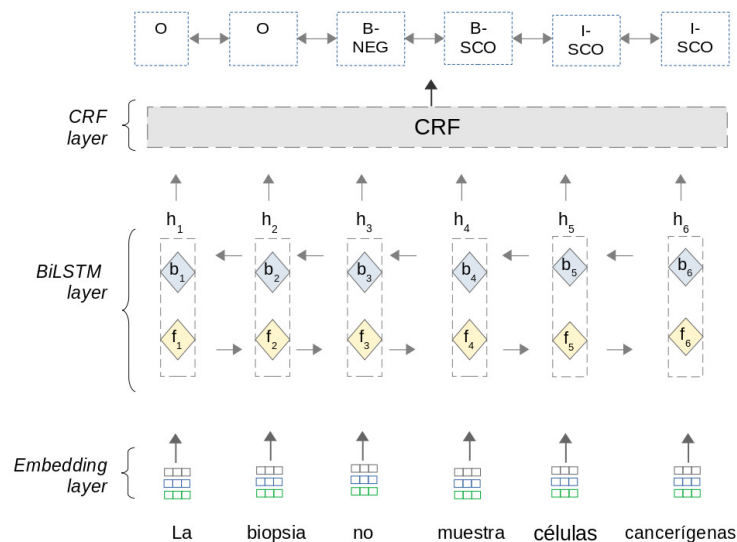 O O B- B- I- I-
NEG SCO SCO SCO
CRF
layer
CRF
h1 h2 h3 h4 h5 h6
BiLSTM
layer
b1 b2 b3 b4 b5 b6
f1 f2 f3 f4 f5 f6
Embedding
layer
La biopsia no muestra células cancerígenas